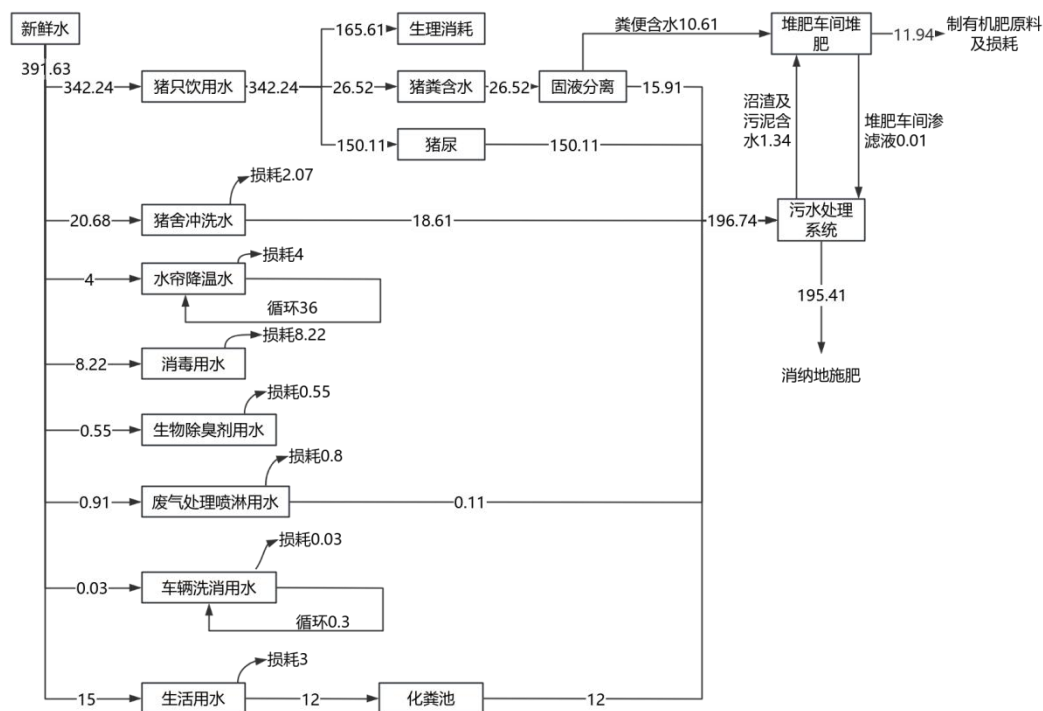 新鲜水
391.63
342.24
猪只饮用水
342.24
165.61
生理消耗
26.52
猪粪含水
26.52
固液分离
15.91
粪便含水10.61
堆肥车间堆
肥
11.94
制有机肥原料
及损耗
150.11
猪尿
150.11
沼渣及
污泥含
水1.34
堆肥车间渗
滤液0.01
20.68
猪舍冲洗水
损耗2.07
18.61
196.74
污水处理
系统
195.41
消纳地施肥
4
水帘降温水
损耗4
循环36
8.22
消毒用水
损耗8.22
0.55
生物除臭剂用水
损耗0.55
0.91
废气处理喷淋用水
损耗0.8
0.11
0.03
车辆洗消用水
损耗0.03
循环0.3
15
生活用水
损耗3
12
化粪池
12